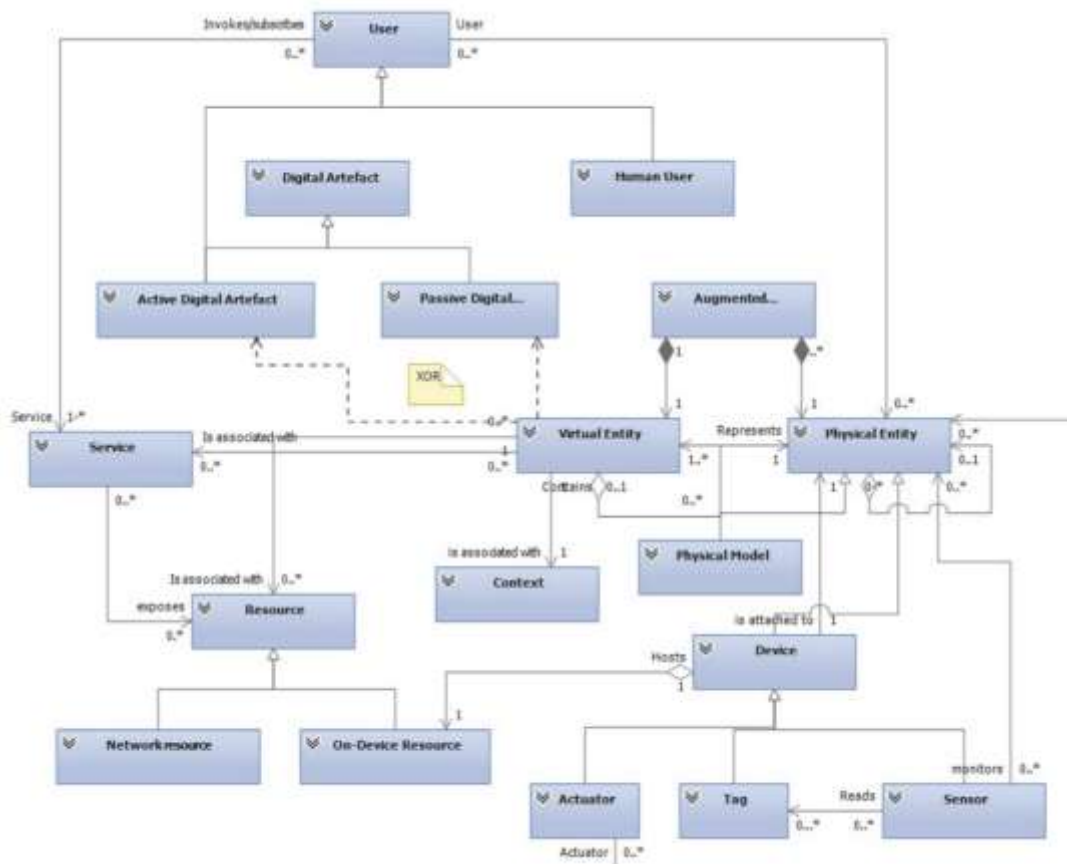 Invokes/subscribes
User
User
0..*
0..*
Digital Artefact
Human User
Active Digital Artefact
Passive Digital...
Augmented...
1
..*
XOR
Service
1-*
0..*
1
1
0..*
Service
Is associated with
Virtual Entity
Represents
Physical Entity
0..*
0..*
1
0..*
1..*
1
0..1
0..*
Contains
0..1
0..*
1
0-*
0..*
Is associated with
1
Physical Model
Context
Is associated with
0..*
exposes
Resource
0..*
Is attached to
1
Hosts
Device
1
1
Network resource
On-Device Resource
monitors
0..*
Actuator
Tag
Reads
Sensor
0..*
0..*
Actuator
0..*